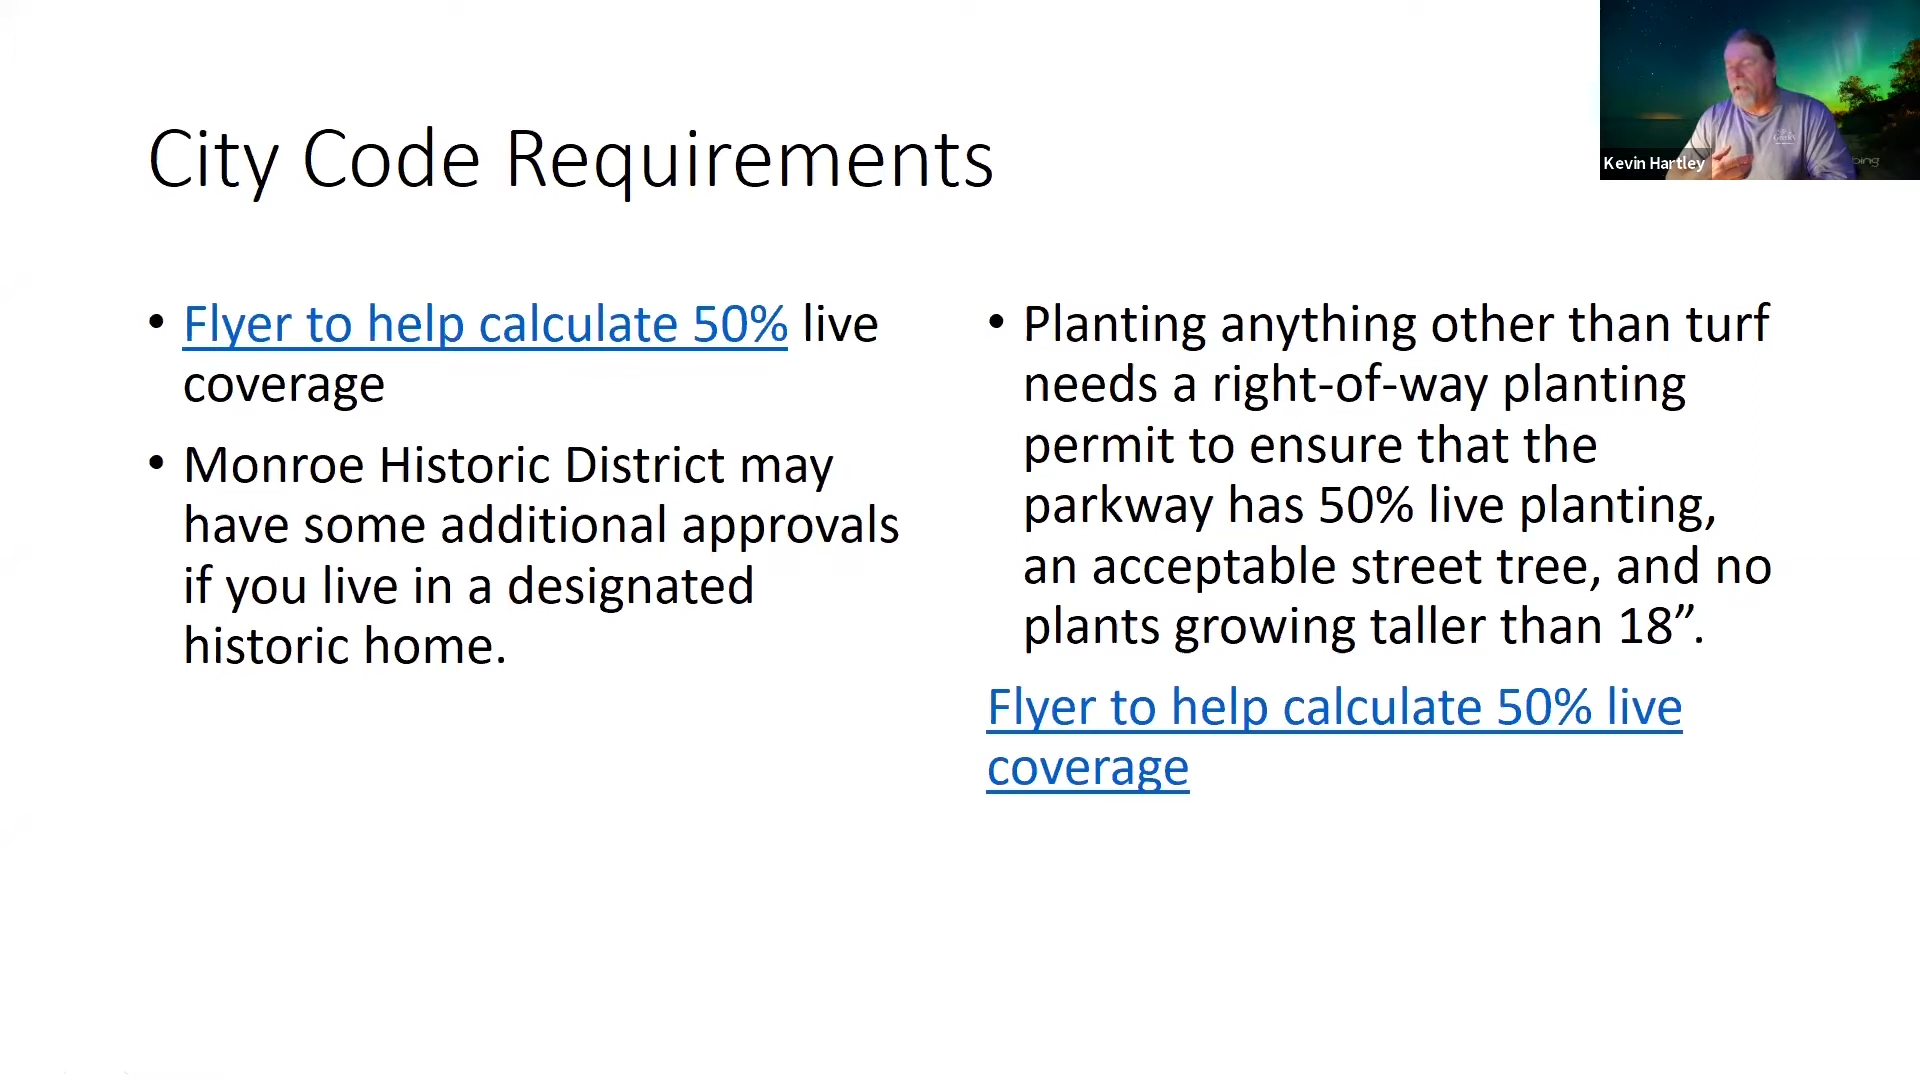 City Code Requirements
• Flyer to help calculate 50% live
coverage
• Monroe Historic District may
have some additional approvals
if you live in a designated
historic home.
• Planting anything other than turf
needs a right-of-way planting
permit to ensure that the
parkway has 50% live planting,
an acceptable street tree, and no
plants growing taller than 18”.
Flyer to help calculate 50% live
coverage
Kevin Hartley
bing